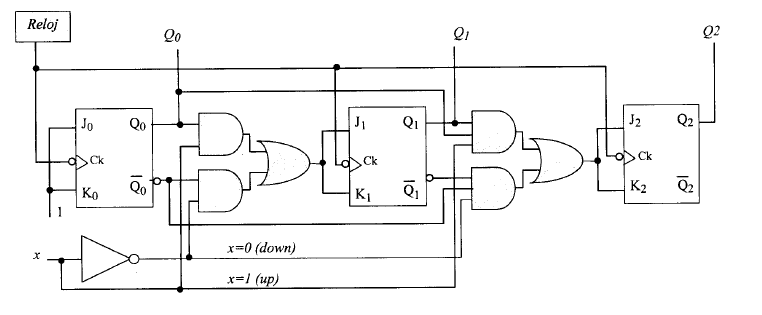 Reloj
Q0
Q1
Q2
J0
Q0
Ck
K0
Q̅0
1
J1
Q1
Ck
K1
Q̅1
J2
Q2
Ck
K2
Q̅2
x
x=0 (down)
x=1 (up)